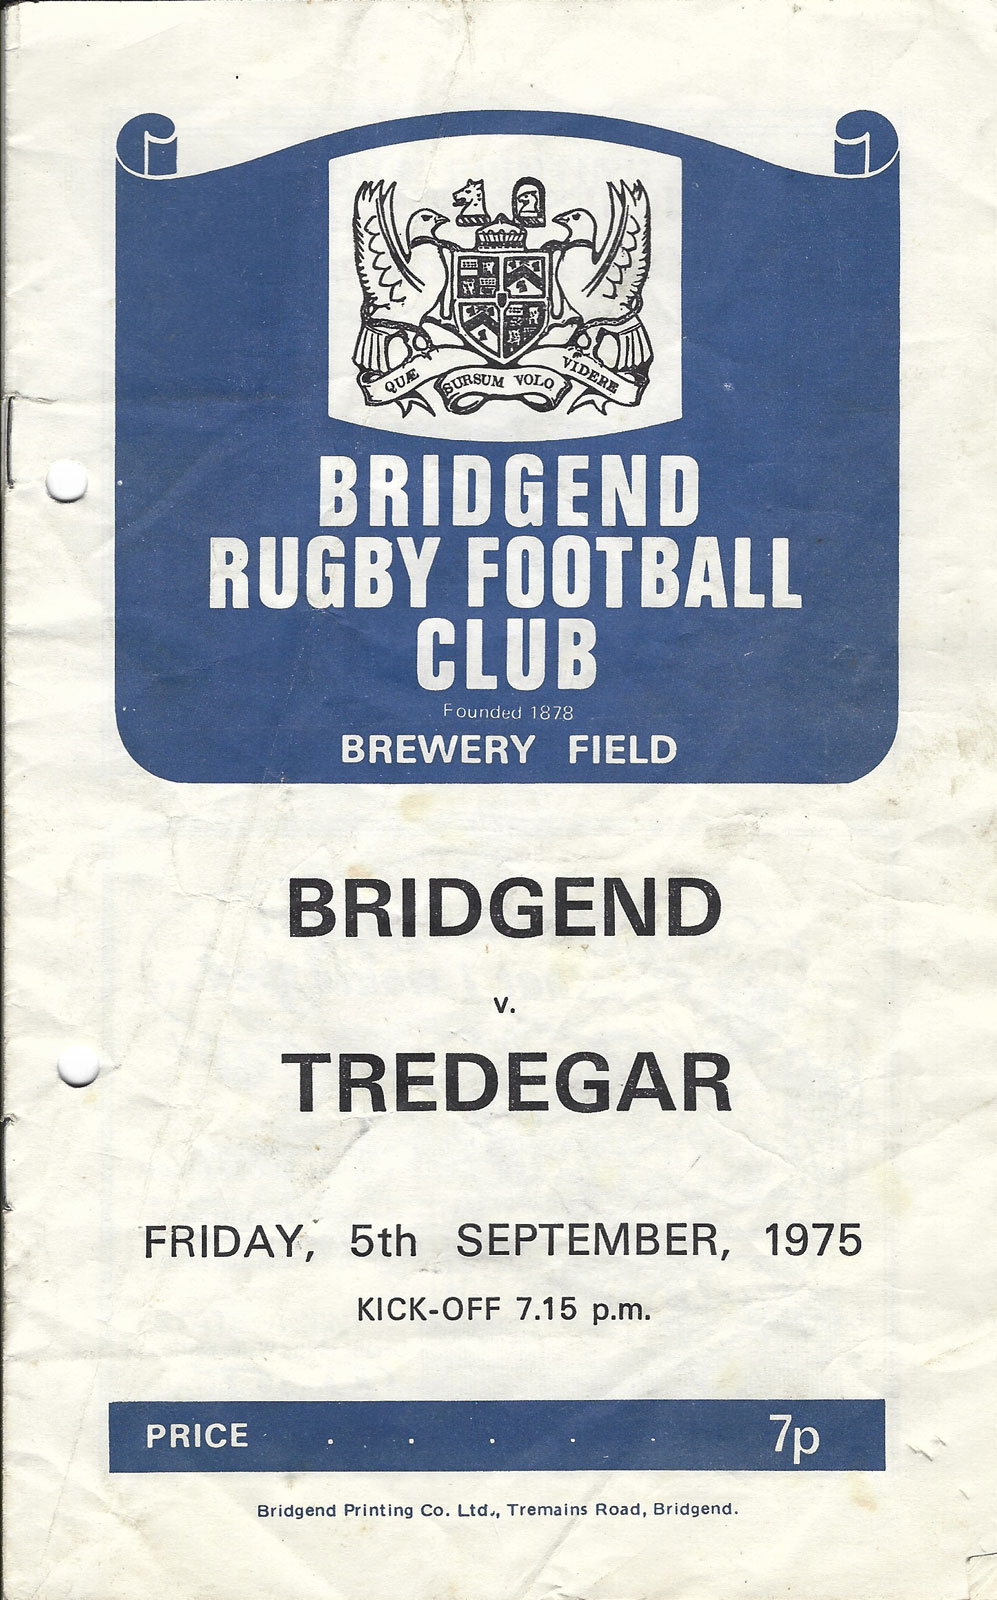 QUÆ SURSUM VOLO VIDERE
BRIDGEND
RUGBY FOOTBALL
CLUB
Founded 1878
BREWERY FIELD
BRIDGEND
v.
TREDEGAR
FRIDAY, 5th SEPTEMBER, 1975
KICK-OFF 7.15 p.m.
PRICE . . . . . 7p
Bridgend Printing Co. Ltd., Tremains Road, Bridgend.